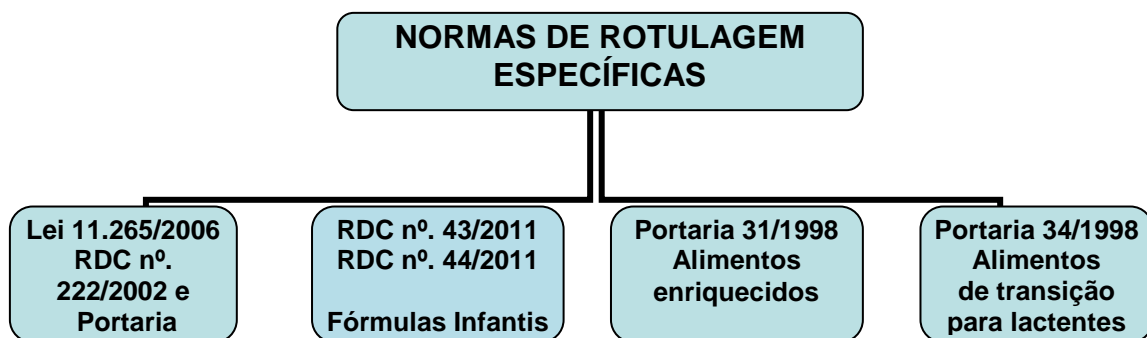 NORMAS DE ROTULAGEM
ESPECÍFICAS
Lei 11.265/2006
RDC nº.
222/2002 e
Portaria
RDC nº. 43/2011
RDC nº. 44/2011
Fórmulas Infantis
Portaria 31/1998
Alimentos
enriquecidos
Portaria 34/1998
Alimentos
de transição
para lactentes